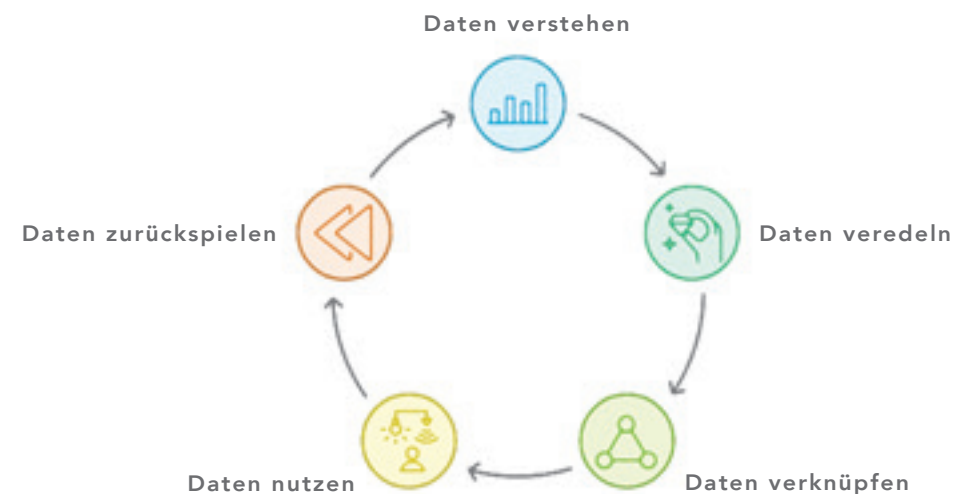 Daten verstehen
Daten veredeln
Daten verknüpfen
Daten nutzen
Daten zurückspielen